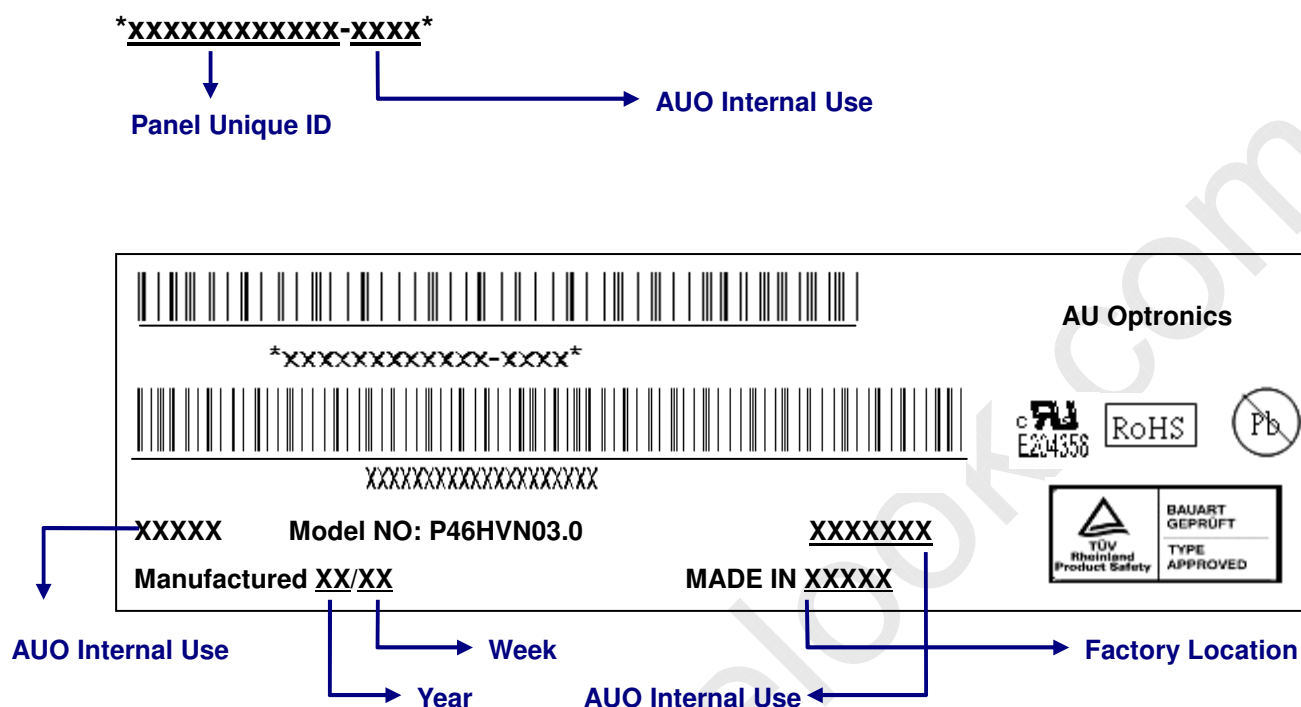 *xxxxxxxxxxxx-xxxx*
AUO Internal Use
Panel Unique ID
AU Optronics
*xxxxxxxxxxxx-xxxx*
c
E204356
RoHS
Pb
XXXXXXXXXXXXXXXXXXXX
BAUART
GEPRÜFT
TÜV
Rheinland
Product Safety
TYPE
APPROVED
XXXXX Model NO: P46HVN03.0 XXXXXXX
Manufactured XX/XX MADE IN XXXXX
AUO Internal Use
Week
Factory Location
Year
AUO Internal Use